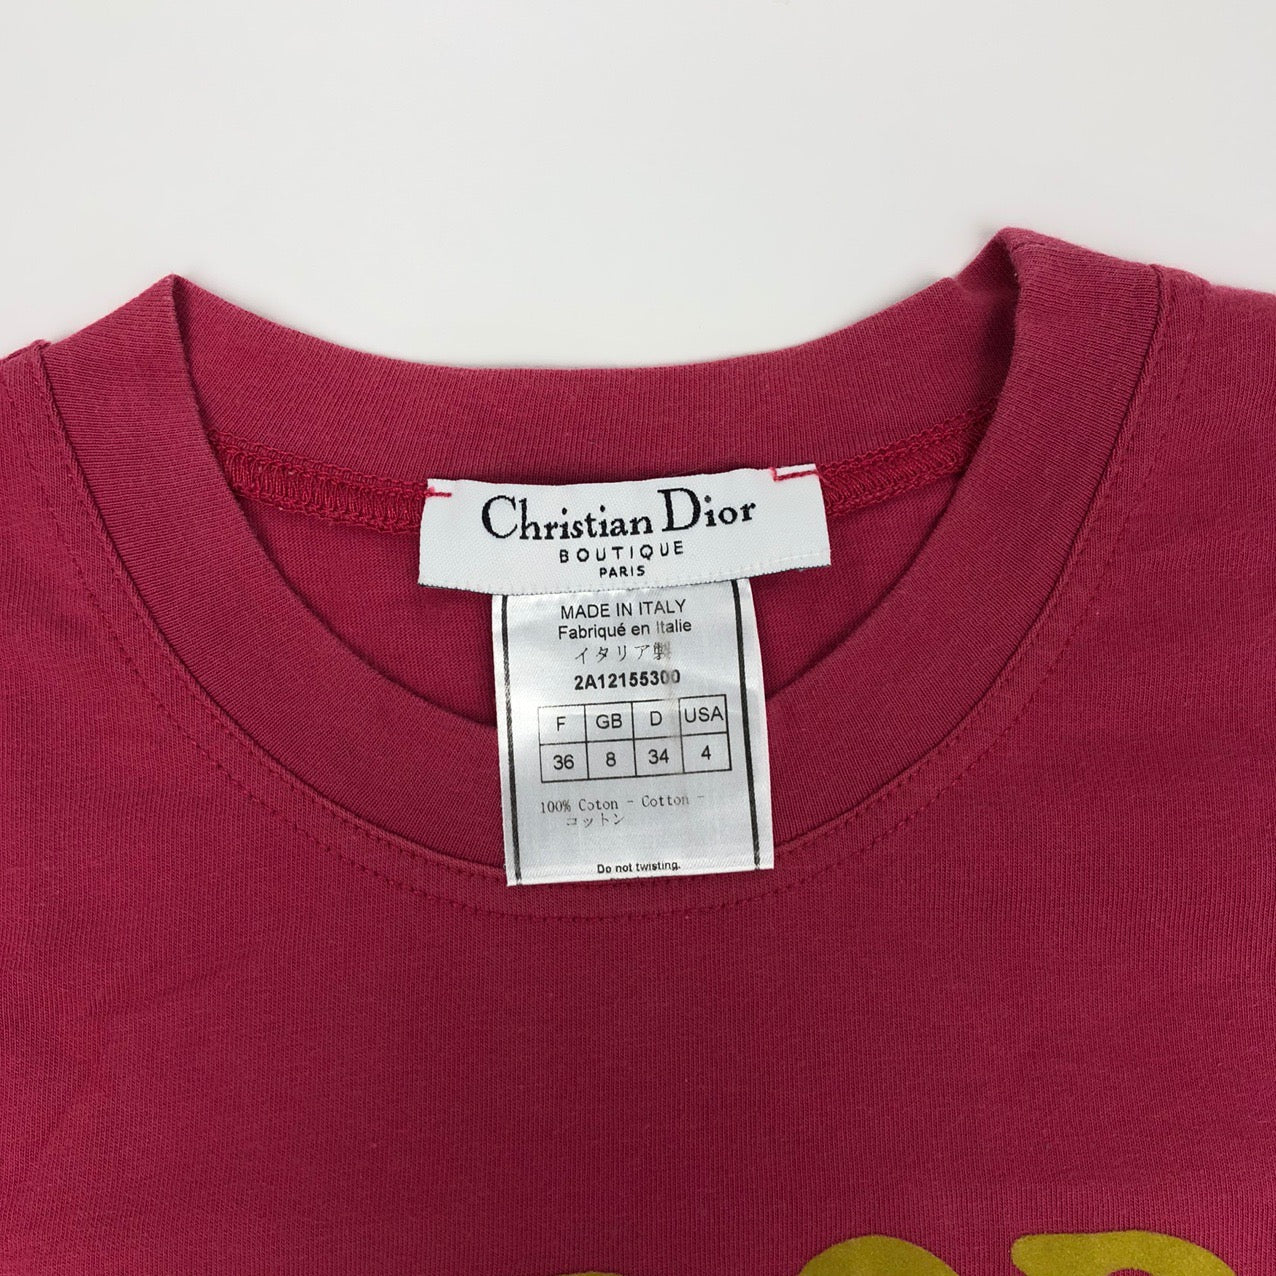 Christian Dior
BOUTIQUE
PARIS
MADE IN ITALY
Fabriqué en Italie
イタリア製
2A12155300
F GB D USA
36 8 34 4
100% Coton - Cotton -
コットン
Do not twisting.